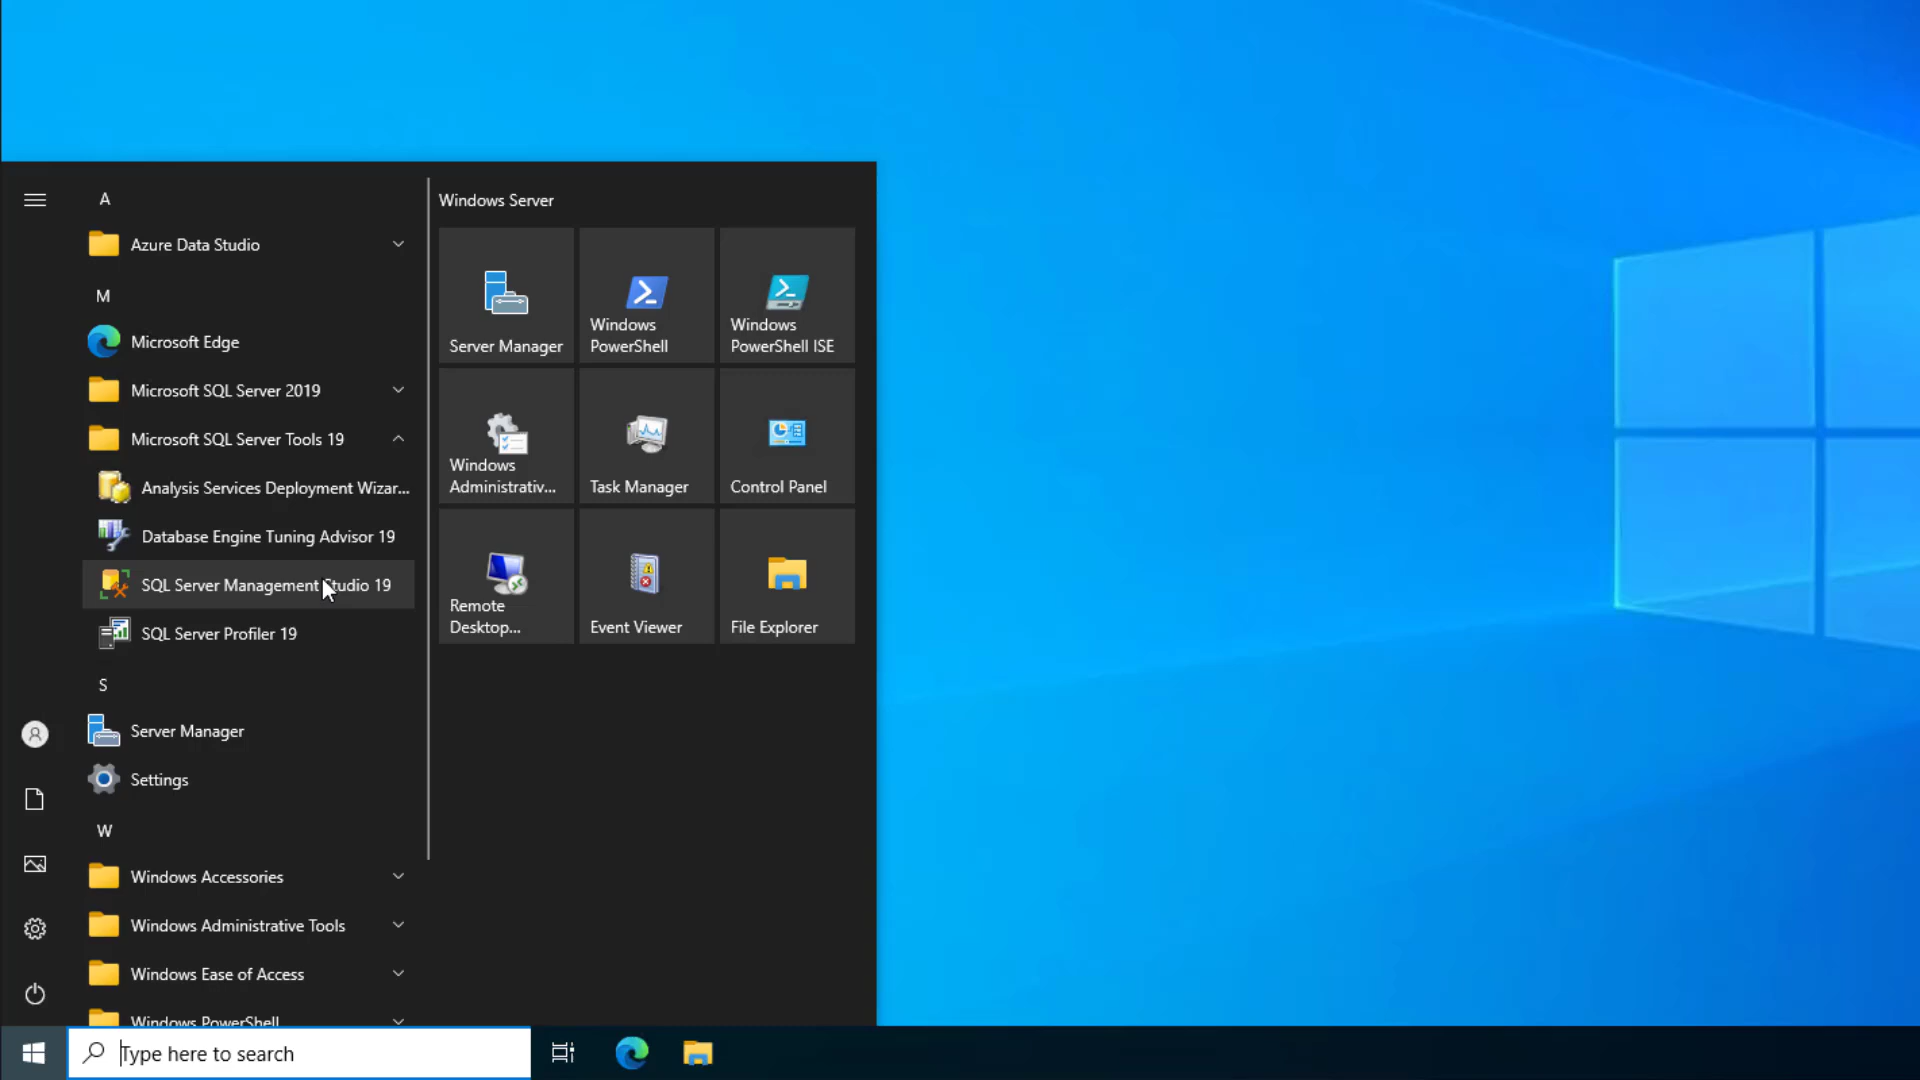 A
Azure Data Studio
M
Microsoft Edge
Microsoft SQL Server 2019
Microsoft SQL Server Tools 19
Analysis Services Deployment Wizar...
Database Engine Tuning Advisor 19
SQL Server Management Studio 19
SQL Server Profiler 19
S
Server Manager
Settings
W
Windows Accessories
Windows Administrative Tools
Windows Ease of Access
Windows PowerShell
Windows Server
Server Manager
Windows
PowerShell
Windows
PowerShell ISE
Windows
Administrativ...
Task Manager
Control Panel
Remote
Desktop...
Event Viewer
File Explorer
Type here to search